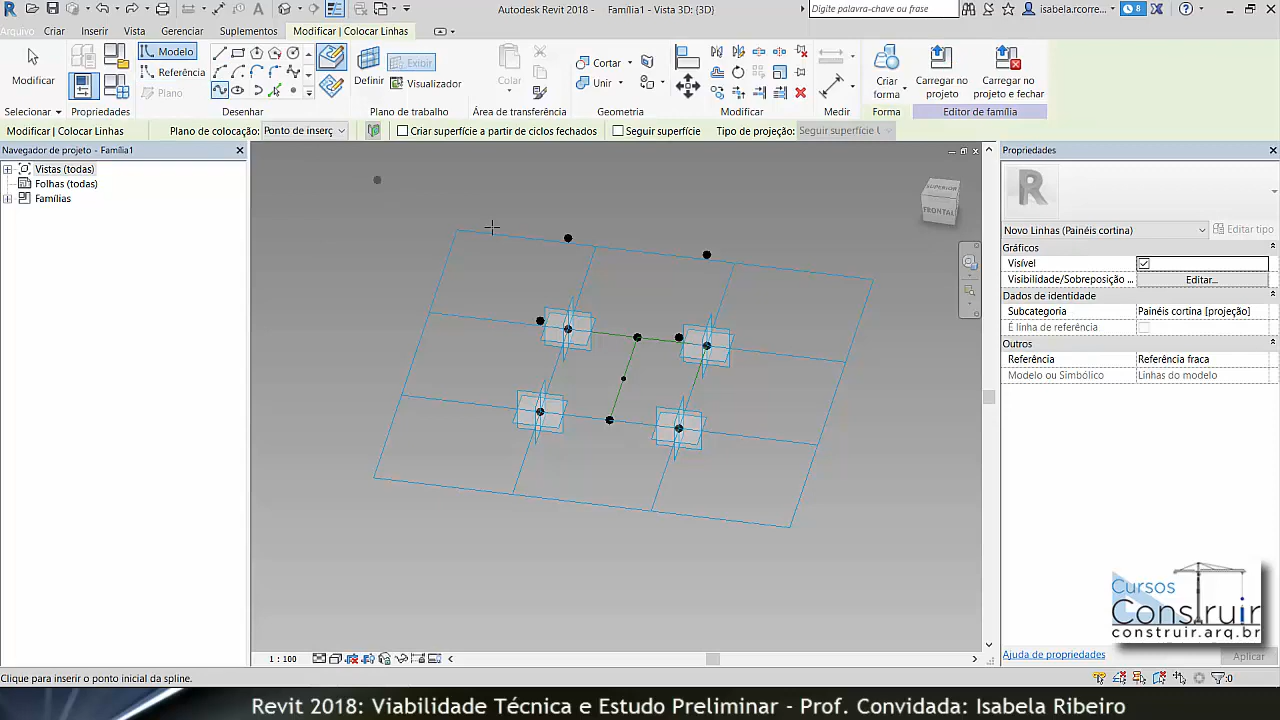 Autodesk Revit 2018 - Família1 - Vista 3D: {3D}
Digite palavra-chave ou frase
isabela.corre...
8
Arquivo Criar Inserir Vista Gerenciar Suplementos Modificar | Colocar Linhas
Modificar
Modelo
Referência
Plano
Definir
Exibir
Visualizador
Colar
Cortar
Unir
Criar forma
Carregar no projeto
Carregar no projeto e fechar
Selecionar Propriedades Desenhar Plano de trabalho Área de transferência Geometria Modificar Medir Forma Editor de família
Modificar | Colocar Linhas Plano de colocação: Ponto de inserç Criar superfície a partir de ciclos fechados Seguir superfície Tipo de projeção: Seguir superfície U
Navegador de projeto - Família1
Vistas (todas)
Folhas (todas)
Famílias
SUPERIOR
FRONTAL
Propriedades
R
Novo Linhas (Painéis cortina) Editar tipo
Gráficos
Visível
Visibilidade/Sobreposição ... Editar...
Dados de identidade
Subcategoria Painéis cortina [projeção]
É linha de referência
Outros
Referência Referência fraca
Modelo ou Simbólico Linhas do modelo
Cursos
Construir
construir.arq.br
Ajuda de propriedades Aplicar
1 : 100
Clique para inserir o ponto inicial da spline.
:0
Revit 2018: Viabilidade Técnica e Estudo Preliminar - Prof. Convidada: Isabela Ribeiro